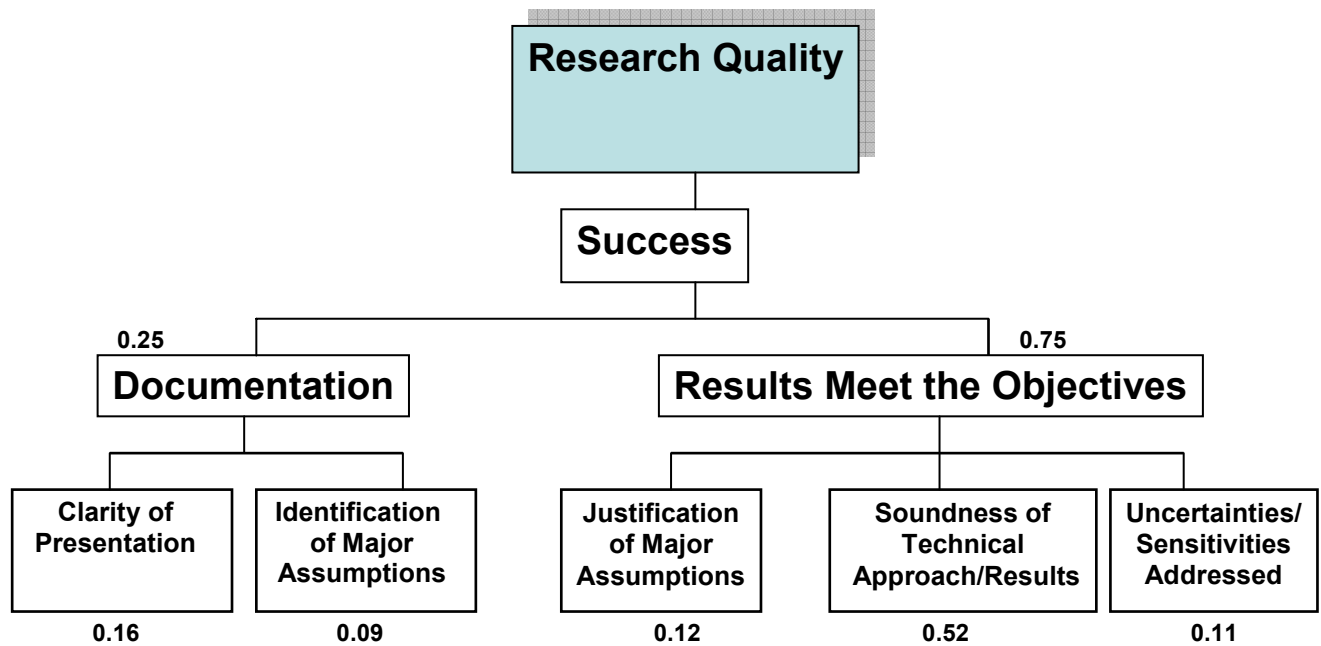 Research Quality
Success
0.25
0.75
Documentation
Results Meet the Objectives
Clarity of
Presentation
Identification
of Major
Assumptions
Justification
of Major
Assumptions
Soundness of
Technical
Approach/Results
Uncertainties/
Sensitivities
Addressed
0.16
0.09
0.12
0.52
0.11